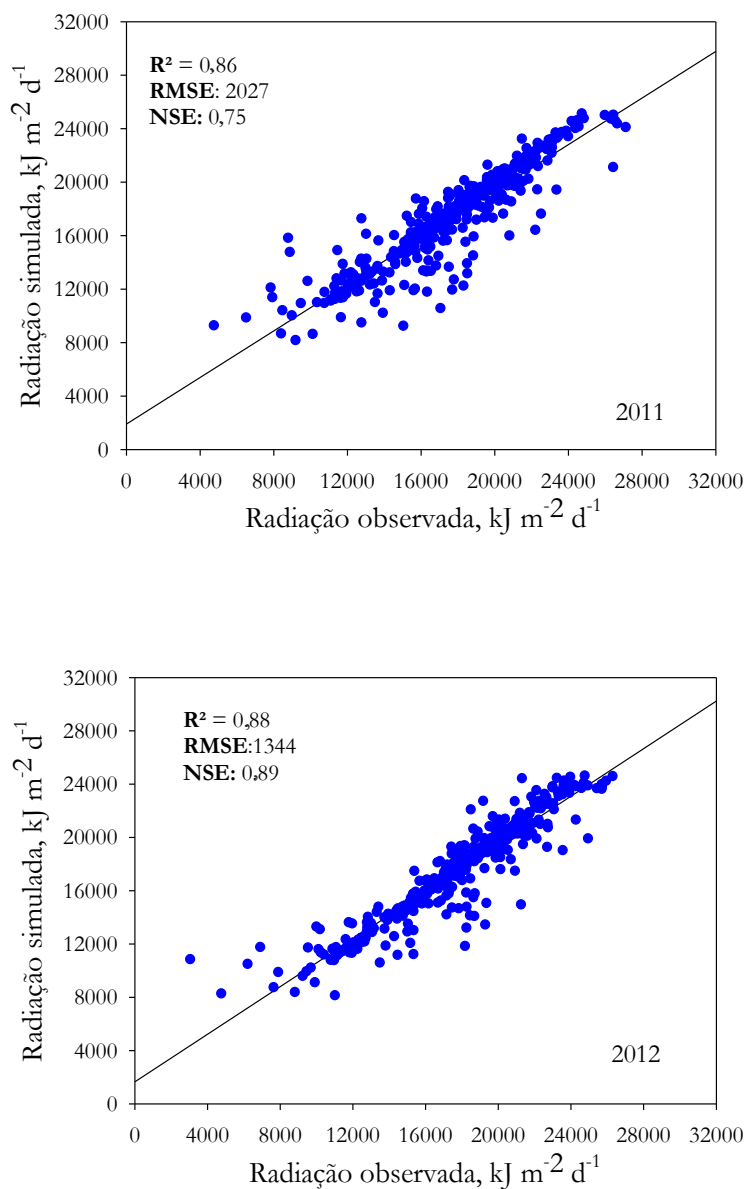 32000
28000
24000
20000
16000
12000
8000
4000
0
Radiação simulada, kJ m⁻² d⁻¹
R² = 0,86
RMSE: 2027
NSE: 0,75
2011
0 4000 8000 12000 16000 20000 24000 28000 32000
Radiação observada, kJ m⁻² d⁻¹
32000
28000
24000
20000
16000
12000
8000
4000
0
Radiação simulada, kJ m⁻² d⁻¹
R² = 0,88
RMSE:1344
NSE: 0,89
2012
0 4000 8000 12000 16000 20000 24000 28000 32000
Radiação observada, kJ m⁻² d⁻¹